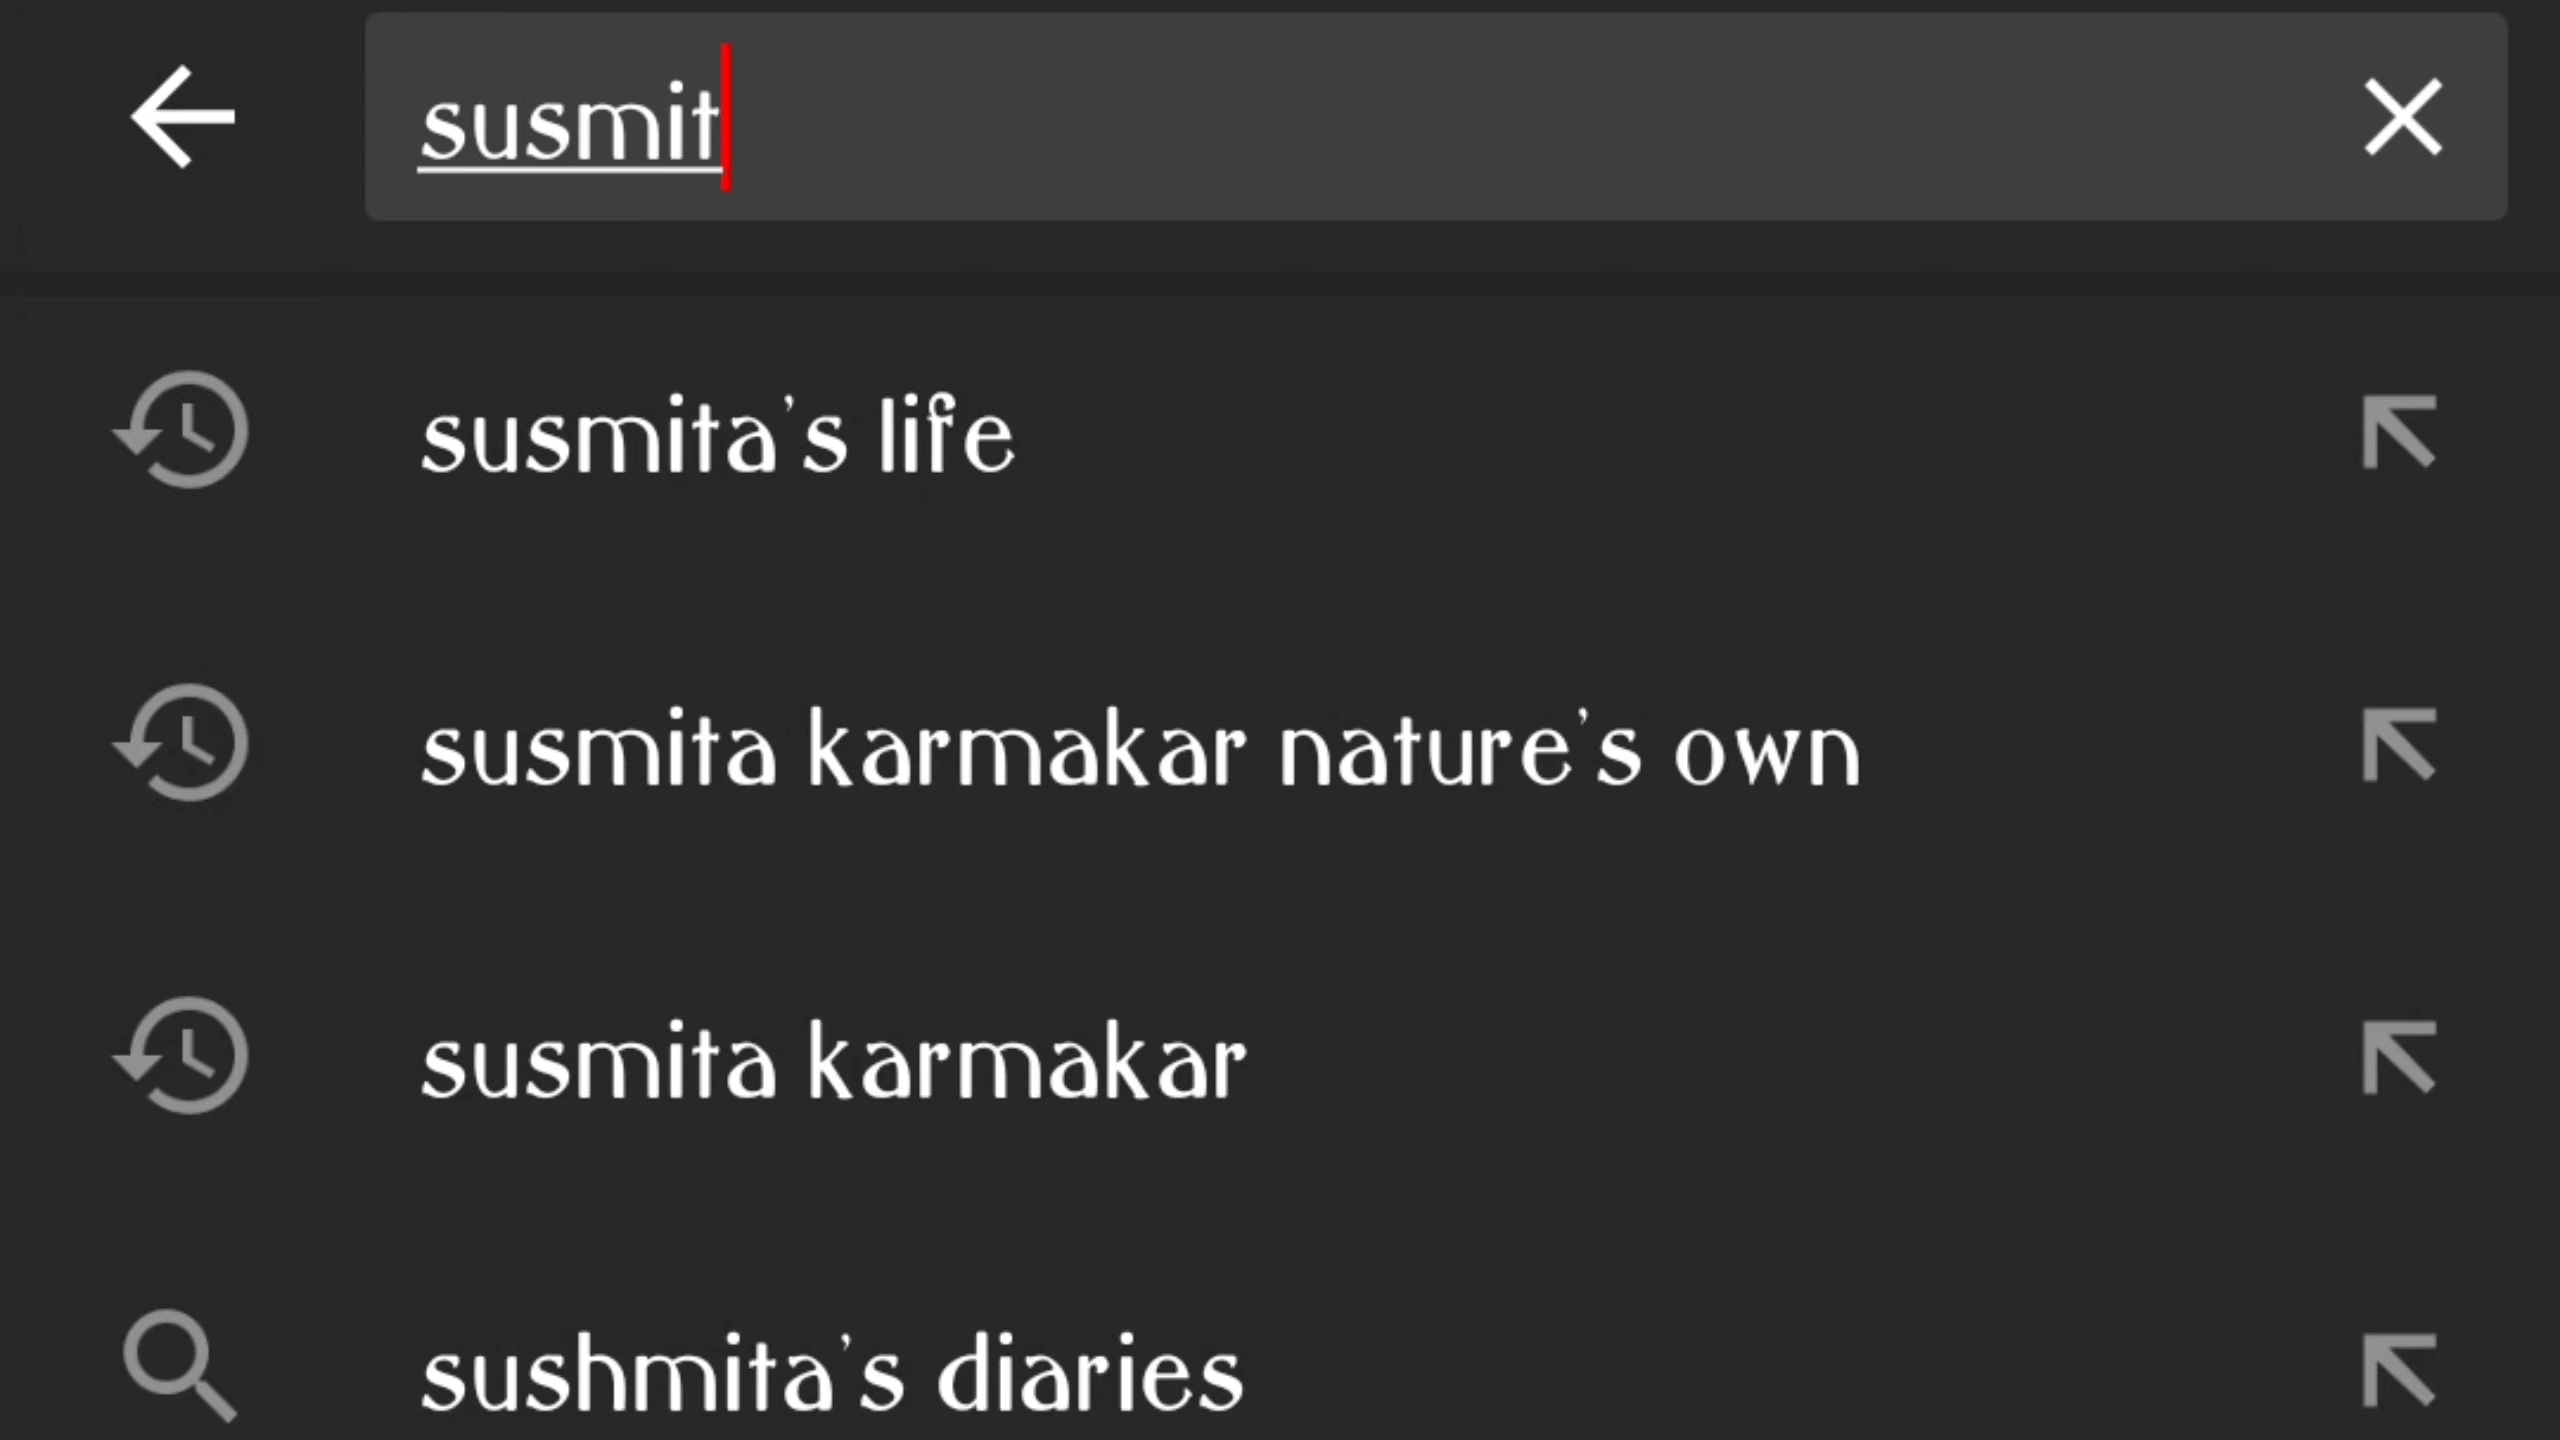 susmit
susmita's life
susmita karmakar nature's own
susmita karmakar
sushmita's diaries